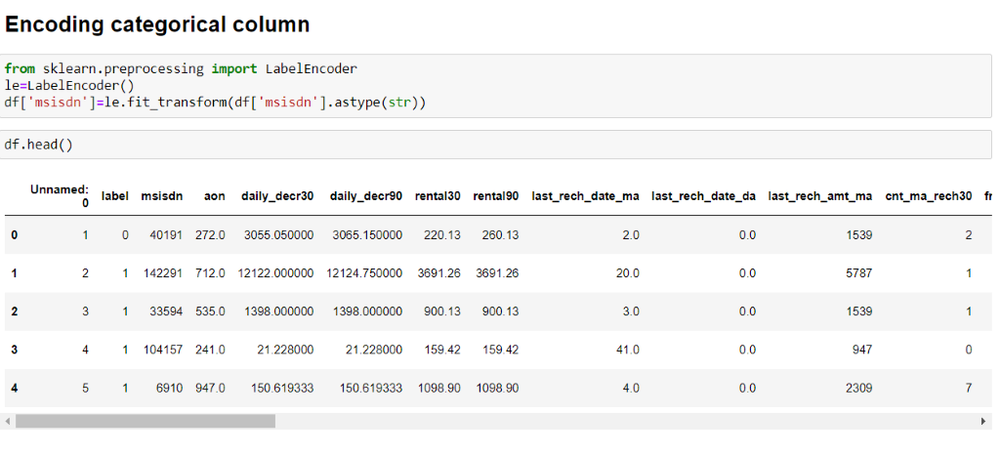 Encoding categorical column
from sklearn.preprocessing import LabelEncoder
le=LabelEncoder()
df['msisdn']=le.fit_transform(df['msisdn'].astype(str))
df.head()
Unnamed: 0 label msisdn aon daily_decr30 daily_decr90 rental30 rental90 last_rech_date_ma last_rech_date_da last_rech_amt_ma cnt_ma_rech30 fr
0 1 0 40191 272.0 3055.050000 3065.150000 220.13 260.13 2.0 0.0 1539 2
1 2 1 142291 712.0 12122.000000 12124.750000 3691.26 3691.26 20.0 0.0 5787 1
2 3 1 33594 535.0 1398.000000 1398.000000 900.13 900.13 3.0 0.0 1539 1
3 4 1 104157 241.0 21.228000 21.228000 159.42 159.42 41.0 0.0 947 0
4 5 1 6910 947.0 150.619333 150.619333 1098.90 1098.90 4.0 0.0 2309 7